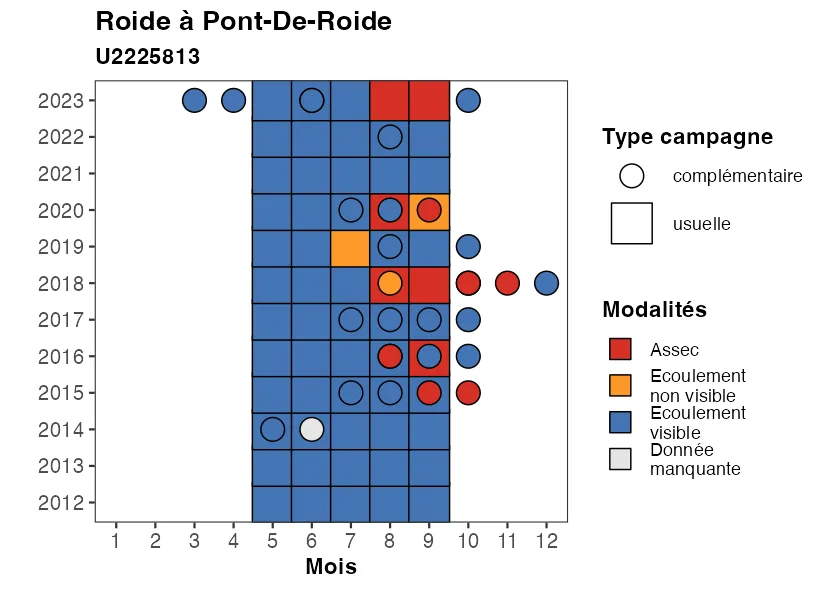 Roide à Pont-De-Roide
U2225813
2023
2022
2021
2020
2019
2018
2017
2016
2015
2014
2013
2012
1 2 3 4 5 6 7 8 9 10 11 12
Mois
Type campagne
complémentaire
usuelle
Modalités
Assec
Ecoulement
non visible
Ecoulement
visible
Donnée
manquante